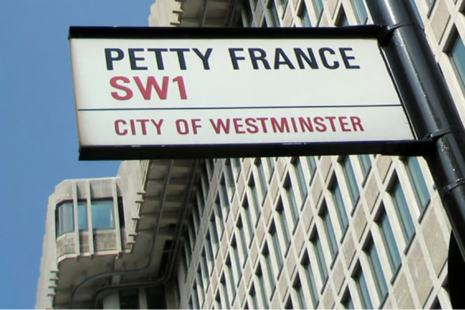 PETTY FRANCE
SW1
CITY OF WESTMINSTER